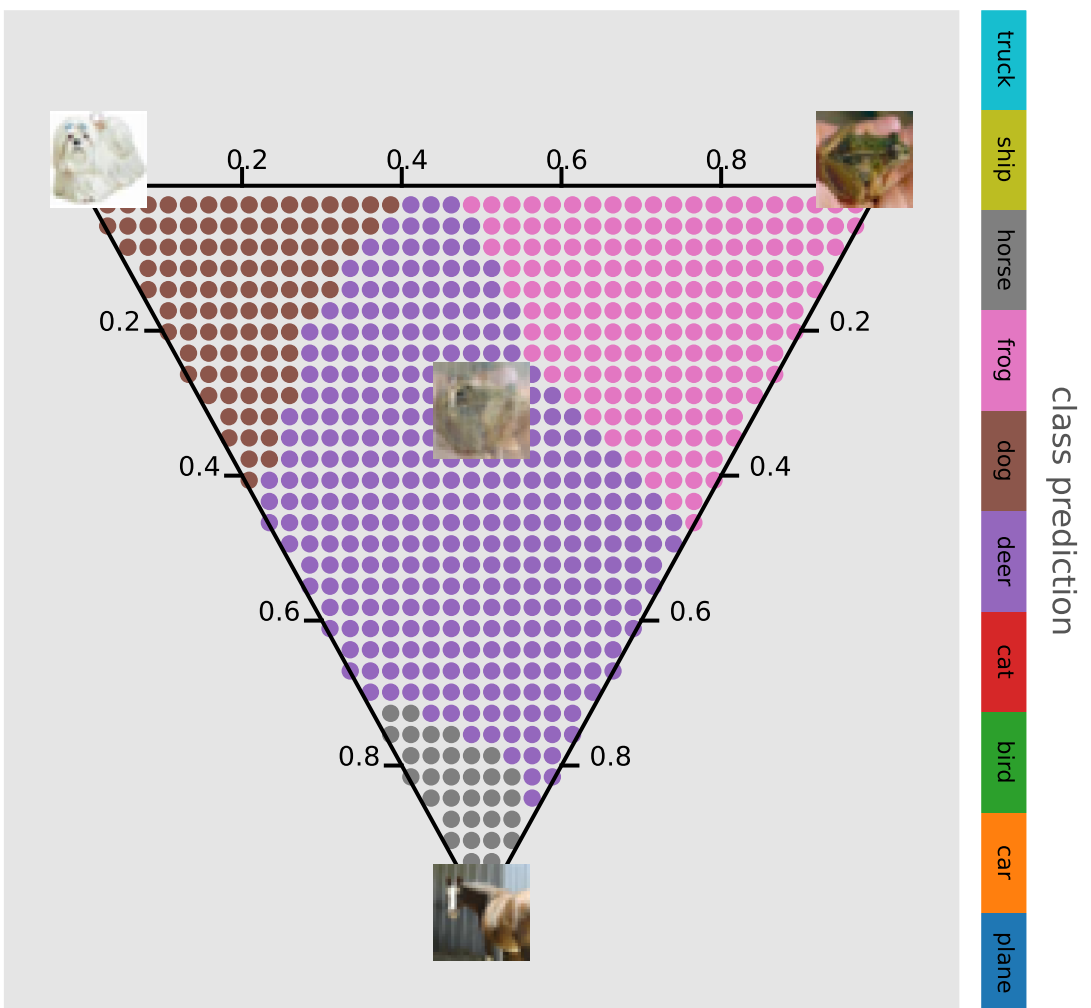 0.2 0.4 0.6 0.8
0.2 0.2
0.4 0.4
0.6 0.6
0.8 0.8
truck
ship
horse
frog
dog
deer
cat
bird
car
plane
class prediction